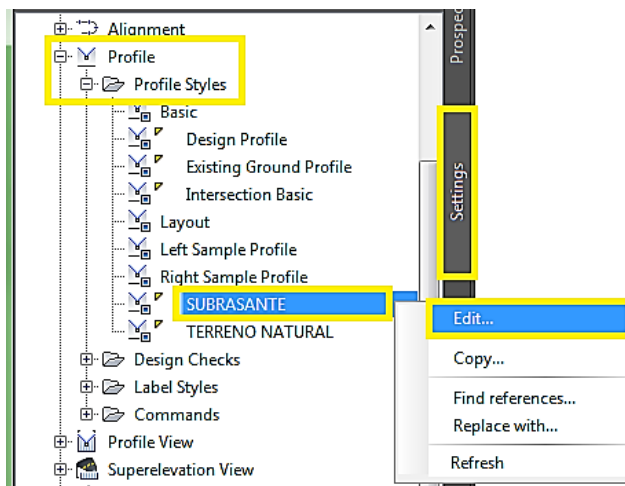 Alignment
Profile
Profile Styles
Basic
Design Profile
Existing Ground Profile
Intersection Basic
Layout
Left Sample Profile
Right Sample Profile
SUBRASANTE
TERRENO NATURAL
Design Checks
Label Styles
Commands
Profile View
Superelevation View
Edit...
Copy...
Find references...
Replace with...
Refresh
Prospec
Settings